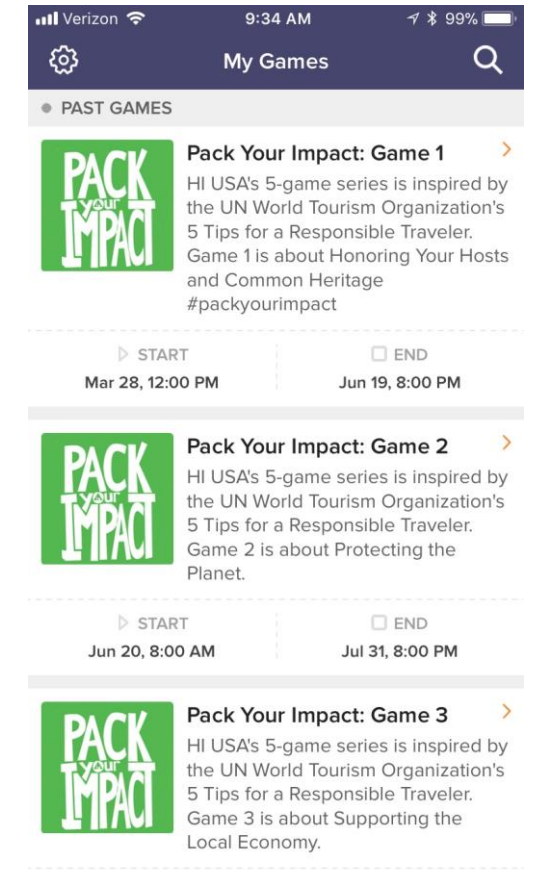 Verizon 9:34 AM 99%
My Games
PAST GAMES
PACK
your
IMPACT
Pack Your Impact: Game 1
HI USA's 5-game series is inspired by
the UN World Tourism Organization's
5 Tips for a Responsible Traveler.
Game 1 is about Honoring Your Hosts
and Common Heritage
#packyourimpact
START END
Mar 28, 12:00 PM Jun 19, 8:00 PM
PACK
your
IMPACT
Pack Your Impact: Game 2
HI USA's 5-game series is inspired by
the UN World Tourism Organization's
5 Tips for a Responsible Traveler.
Game 2 is about Protecting the
Planet.
START END
Jun 20, 8:00 AM Jul 31, 8:00 PM
PACK
your
IMPACT
Pack Your Impact: Game 3
HI USA's 5-game series is inspired by
the UN World Tourism Organization's
5 Tips for a Responsible Traveler.
Game 3 is about Supporting the
Local Economy.